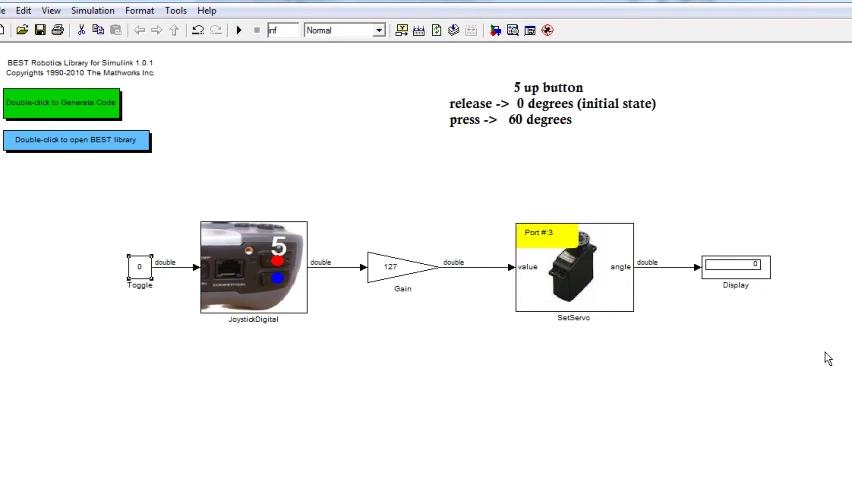 Edit View Simulation Format Tools Help
inf Normal
BEST Robotics Library for Simulink 1.0.1
Copyrights 1990-2010 The Mathworks Inc.
Double-click to Generate Code
Double-click to open BEST library
5 up button
release -> 0 degrees (initial state)
press -> 60 degrees
0
Toggle
double
5
JoystickDigital
double
127
Gain
double
Port #:3
value
angle
SetServo
double
0
Display